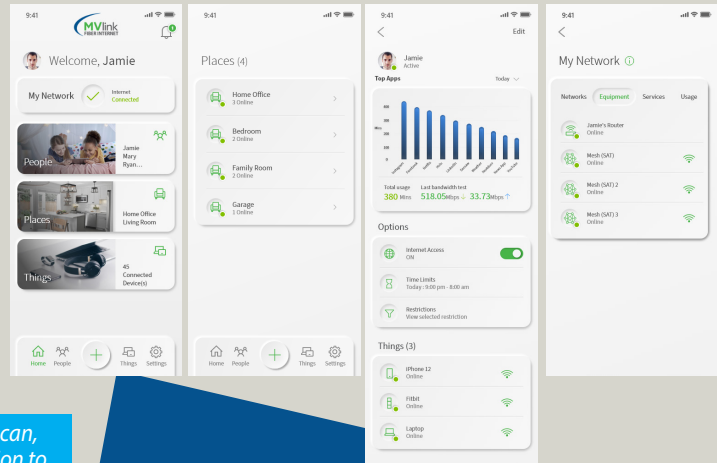 9:41
MVlink
FIBER INTERNET
Welcome, Jamie
My Network
Internet
Connected
People
Jamie
Mary
Ryan...
Places
Home Office
Living Room
Things
45
Connected
Device(s)
Home
People
Things
Settings
9:41
Places (4)
Home Office
3 Online
Bedroom
2 Online
Family Room
2 Online
Garage
1 Online
Home
People
Things
Settings
9:41
Edit
Jamie
Active
Top Apps
Today
Total usage
380 Mins
Last bandwidth test
518.05Mbps ↓ 33.73Mbps ↑
Options
Internet Access
ON
Time Limits
Today : 9:00 pm - 8:00 am
Restrictions
View selected restriction
Things (3)
iPhone 12
Online
Fitbit
Online
Laptop
Online
9:41
My Network
Networks
Equipment
Services
Usage
Jamie's Router
Online
Mesh (SAT)
Online
Mesh (SAT) 2
Online
Mesh (SAT) 3
Online
can,
ion to